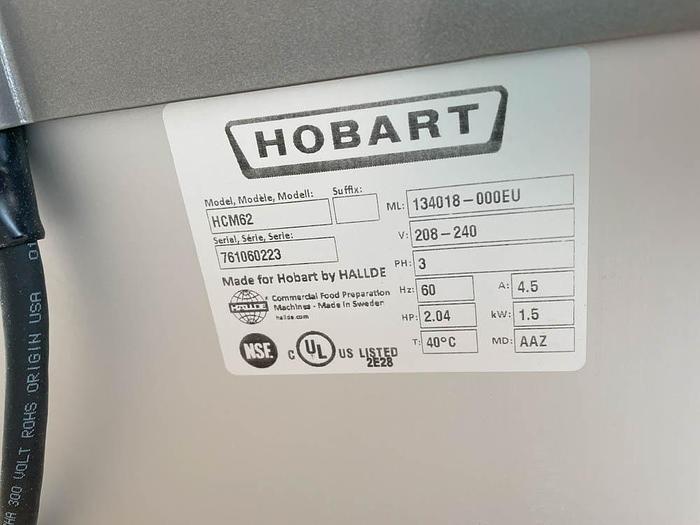 HOBART
Model, Modèle, Modell:
Suffix:
HCM62
ML: 134018-000EU
Serial, Série, Serie:
761060223
V: 208-240
PH: 3
Made for Hobart by HALLDE
Hz: 60
A: 4.5
HALLDE
Commercial Food Preparation
Machines - Made in Sweden
hallde.com
HP: 2.04
kW: 1.5
NSF
C UL US LISTED
2E28
T: 40°C
MD: AAZ
300 VOLT ROHS ORIGIN USA